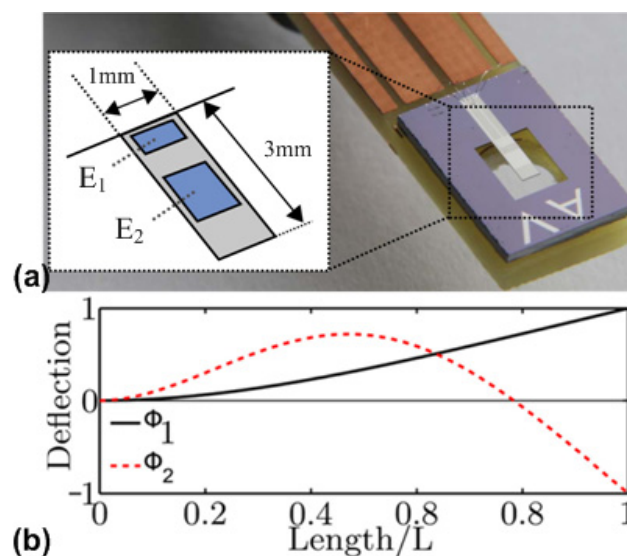 1mm
3mm
E1
E2
AV
(a)
1
Deflection
0
Φ1
Φ2
-1
0
0.2
0.4
0.6
0.8
1
Length/L
(b)